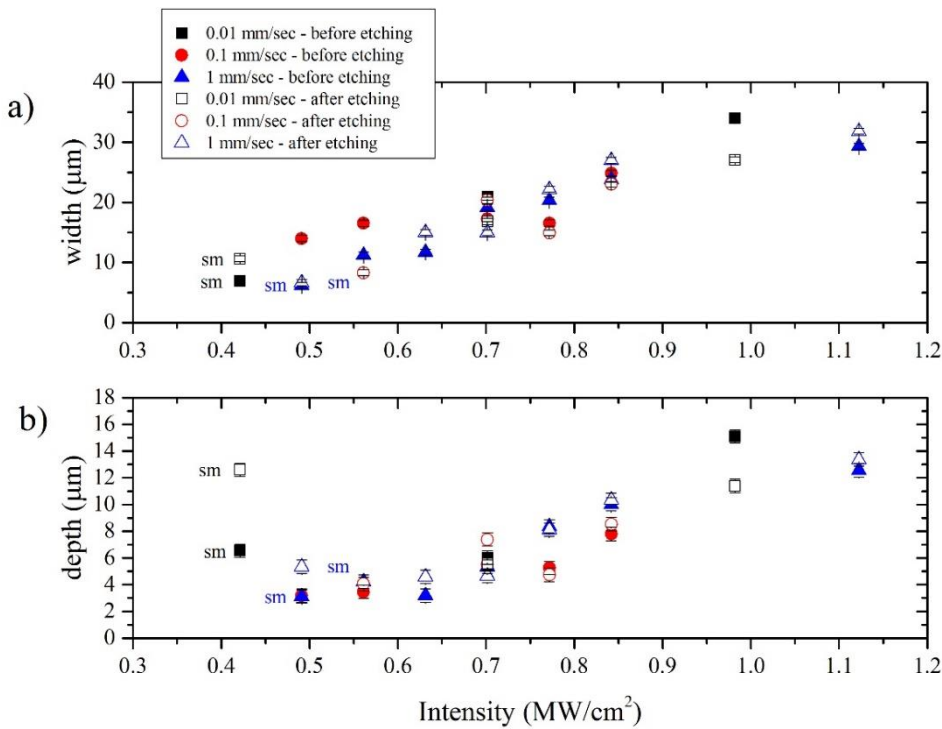 0.01 mm/sec - before etching
0.1 mm/sec - before etching
1 mm/sec - before etching
0.01 mm/sec - after etching
0.1 mm/sec - after etching
1 mm/sec - after etching
a)
width (μm)
40
30
20
10
0
sm
sm
sm
sm
0.3 0.4 0.5 0.6 0.7 0.8 0.9 1.0 1.1 1.2
b)
depth (μm)
18
16
14
12
10
8
6
4
2
0
sm
sm
sm
sm
0.3 0.4 0.5 0.6 0.7 0.8 0.9 1.0 1.1 1.2
Intensity (MW/cm²)